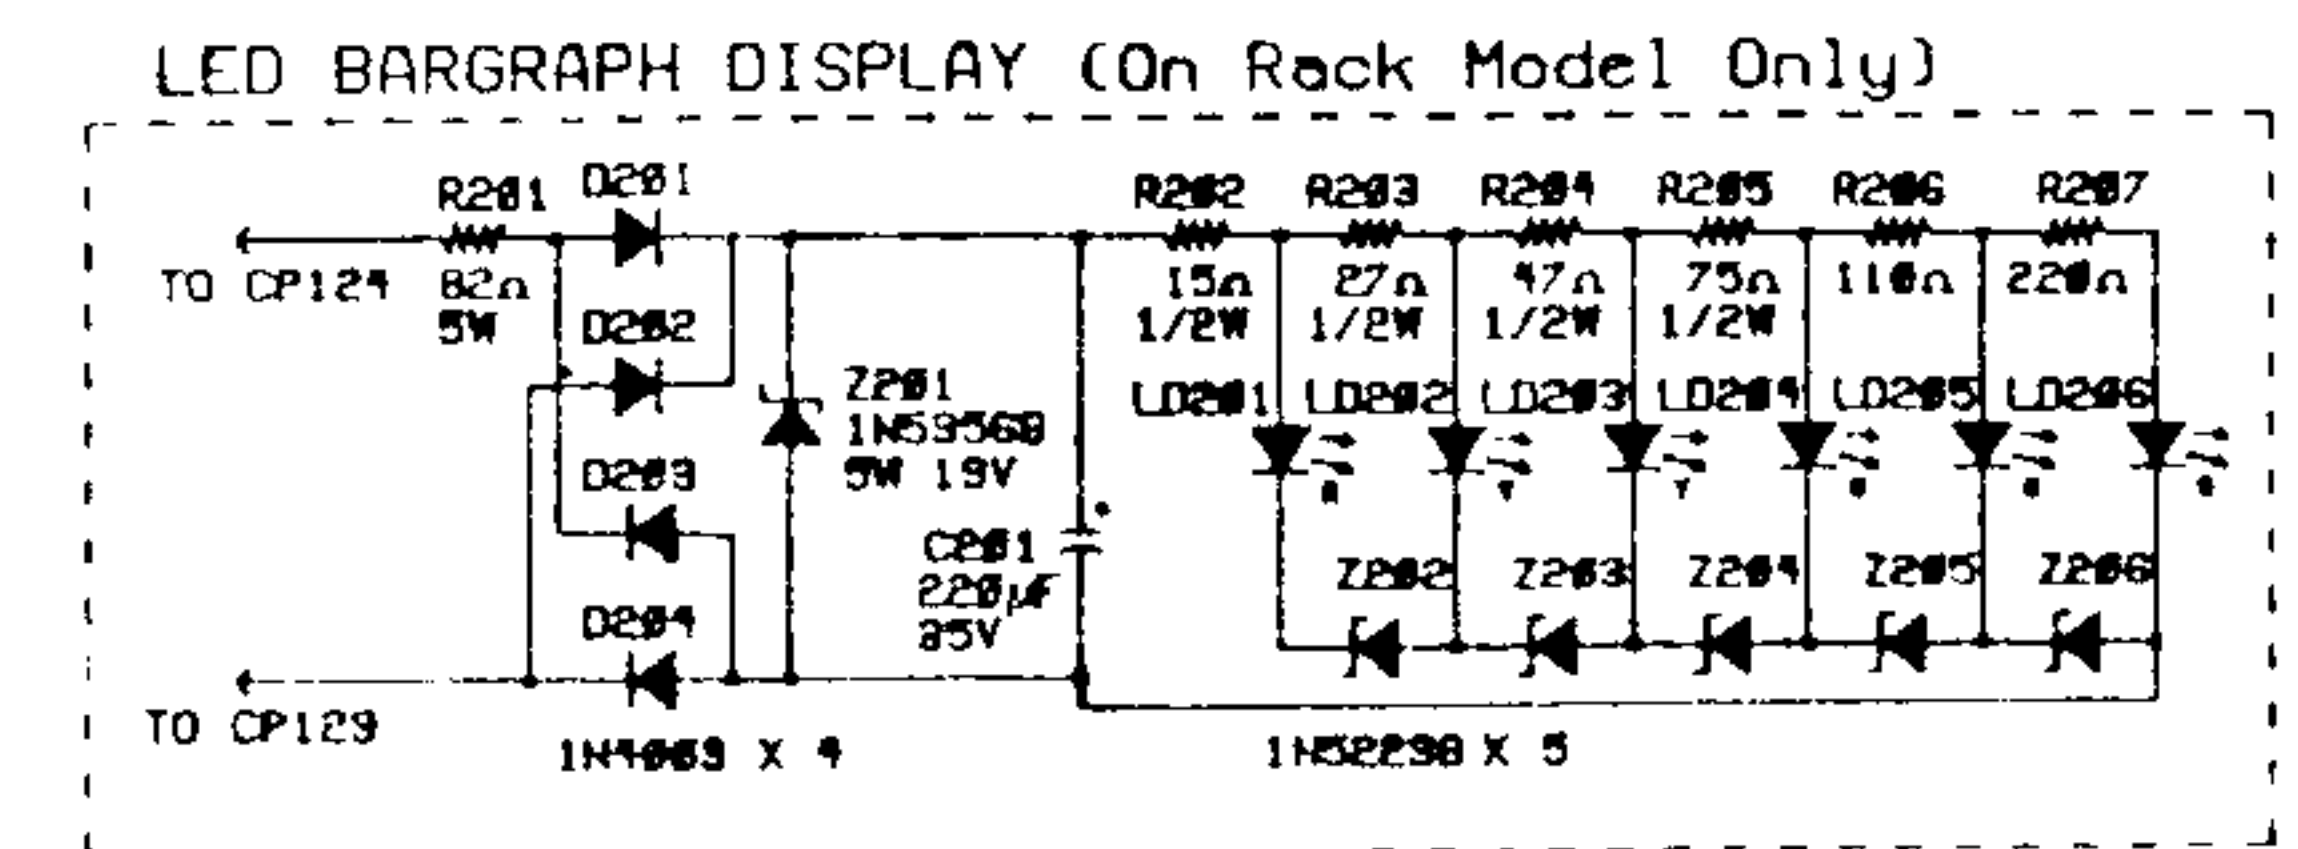 LED BARGRAPH DISPLAY (On Rack Model Only)
R201
D201
R202
R203
R204
R205
R206
R207
TO CP124
82Ω
5W
15Ω
1/2W
27Ω
1/2W
47Ω
1/2W
75Ω
1/2W
110Ω
220Ω
D202
Z201
5W 19V
LD201
LD202
LD203
LD204
LD205
LD206
Y
Y
D203
C201
220µF
Z202
Z203
Z204
Z205
Z206
D204
TO CP129
1N4003 X 4
X 5